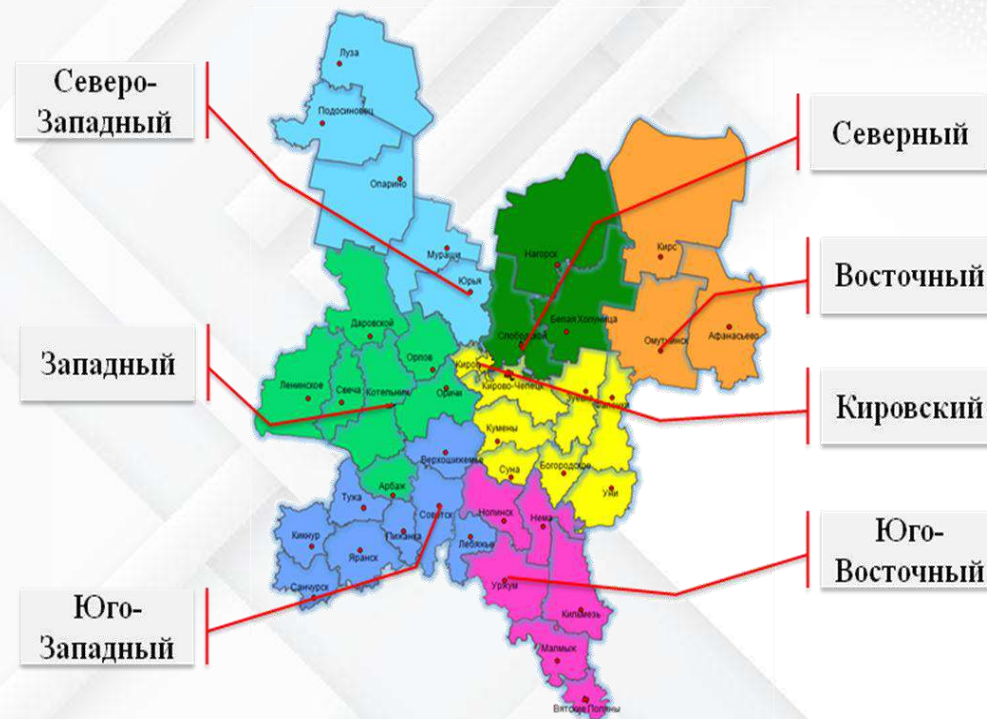 Северо-
Западный
Западный
Юго-
Западный
Северный
Восточный
Кировский
Юго-
Восточный
Луза
Подосиновец
Опарино
Мураши
Юрья
Нагорск
Белая Холуница
Слободской
Кирс
Омутнинск
Афанасьево
Даровской
Орлов
Ленинское
Свеча
Котельнич
Оричи
Арбаж
Киров
Кирово-Чепецк
Зуевка
Фаленки
Кумены
Суна
Богородское
Уни
Верхошижемье
Тужа
Советск
Кикнур
Пижанка
Яранск
Лебяжье
Санчурск
Нолинск
Нема
Уржум
Кильмезь
Малмыж
Вятские Поляны